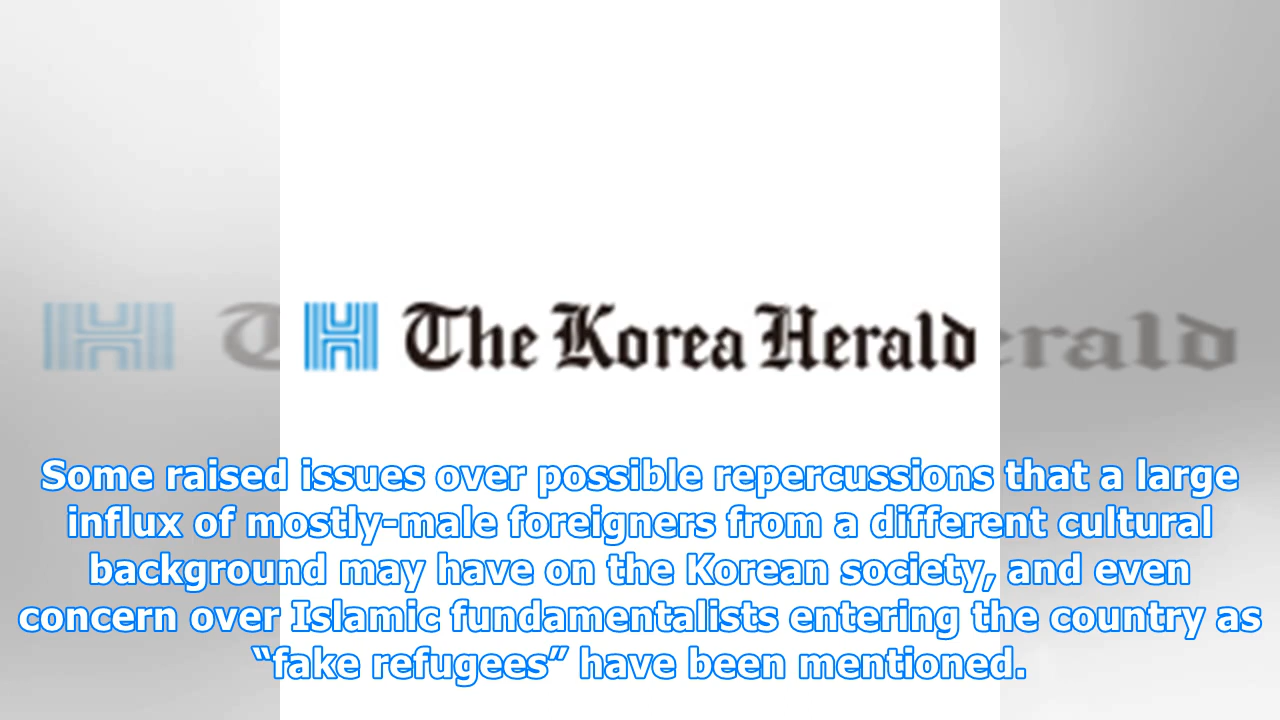 The Korea Herald
Some raised issues over possible repercussions that a large
influx of mostly-male foreigners from a different cultural
background may have on the Korean society, and even
concern over Islamic fundamentalists entering the country as
“fake refugees” have been mentioned.